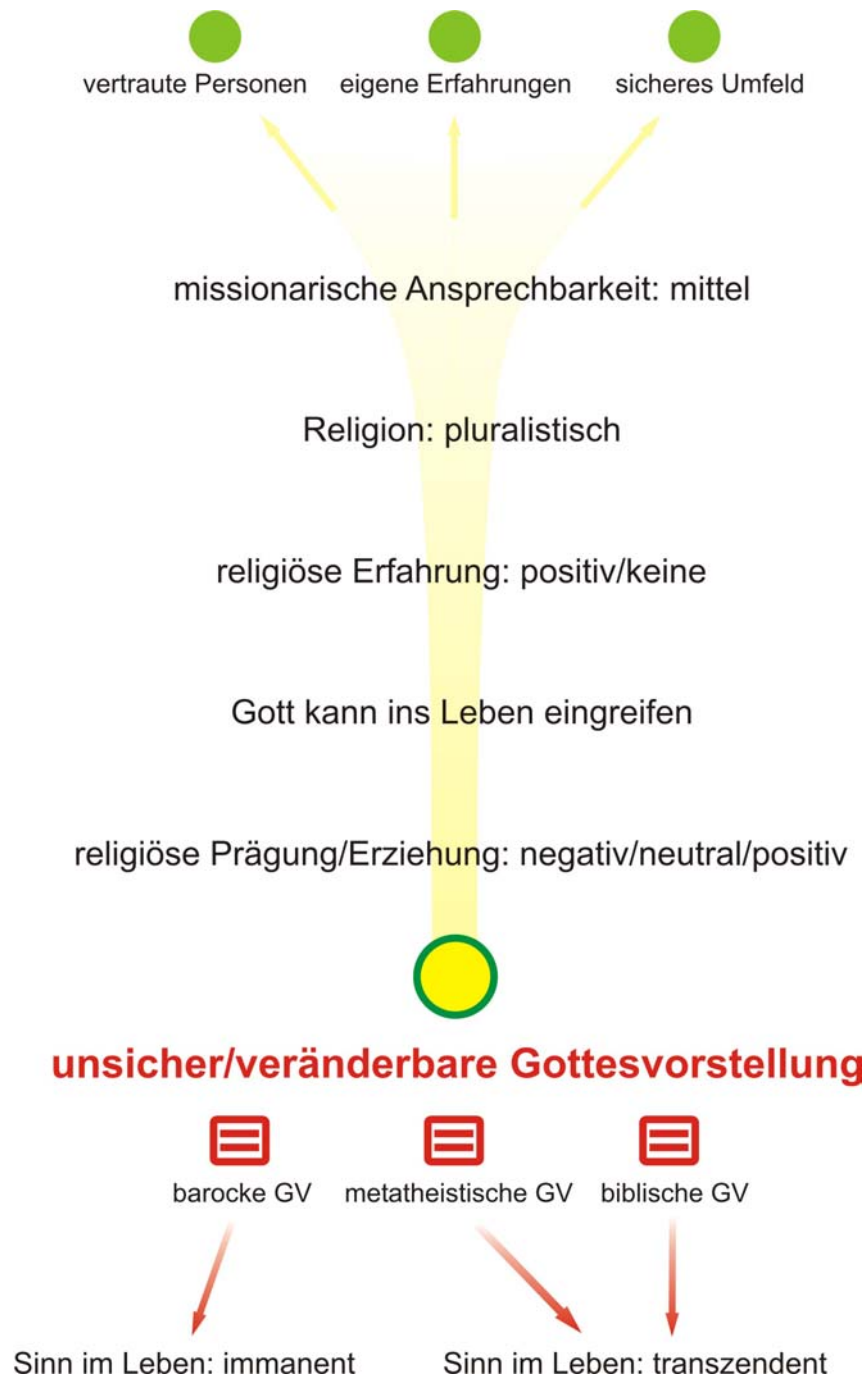 vertraute Personen eigene Erfahrungen sicheres Umfeld
missionarische Ansprechbarkeit: mittel
Religion: pluralistisch
religiöse Erfahrung: positiv/keine
Gott kann ins Leben eingreifen
religiöse Prägung/Erziehung: negativ/neutral/positiv
unsicher/veränderbare Gottesvorstellung
barocke GV metatheistische GV biblische GV
Sinn im Leben: immanent Sinn im Leben: transzendent